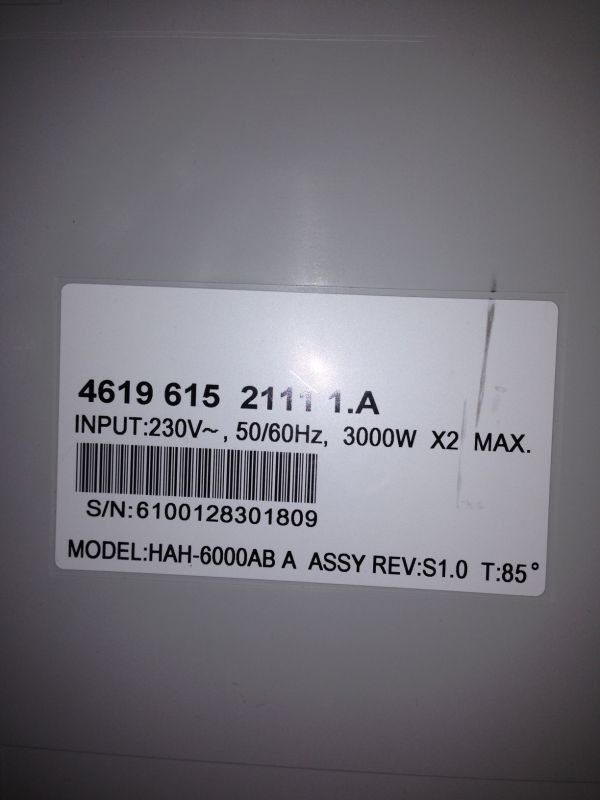 4619 615 2111 1.A
INPUT:230V~, 50/60Hz, 3000W X2 MAX.
S/N:6100128301809
MODEL:HAH-6000AB A ASSY REV:S1.0 T:85°